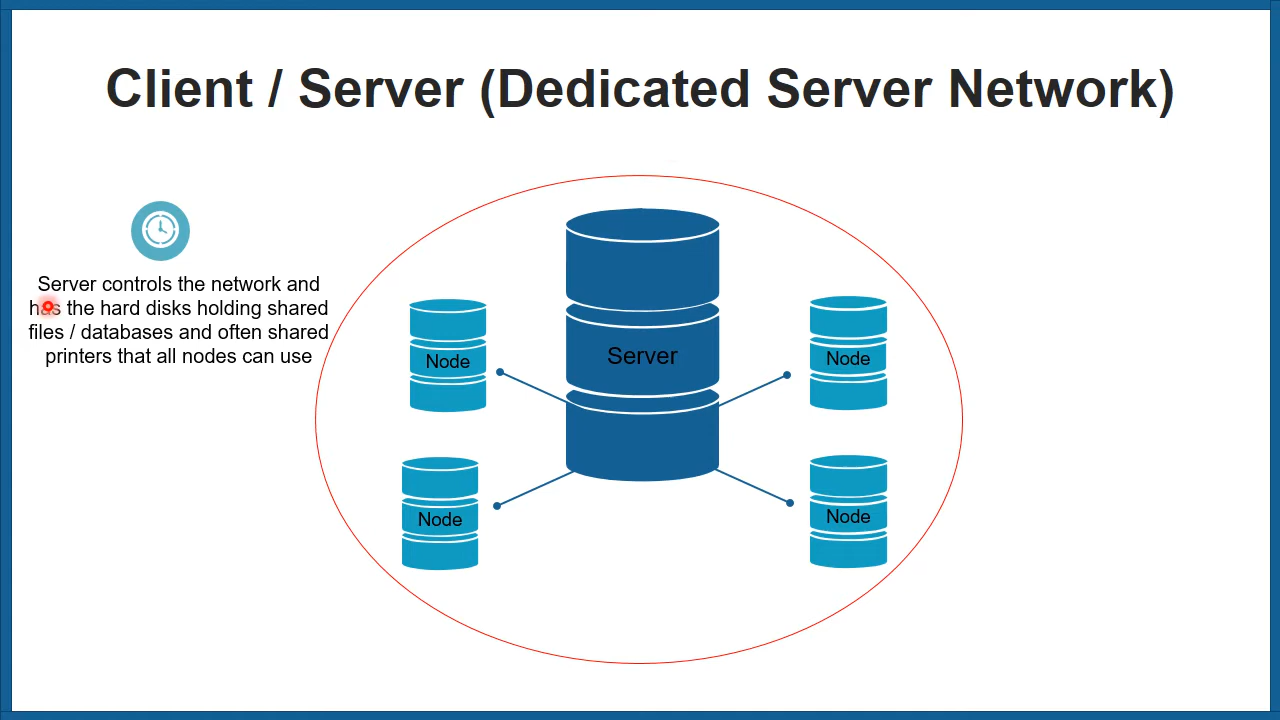 Client / Server (Dedicated Server Network)
Server controls the network and
has the hard disks holding shared
files / databases and often shared
printers that all nodes can use
Server
Node
Node
Node
Node